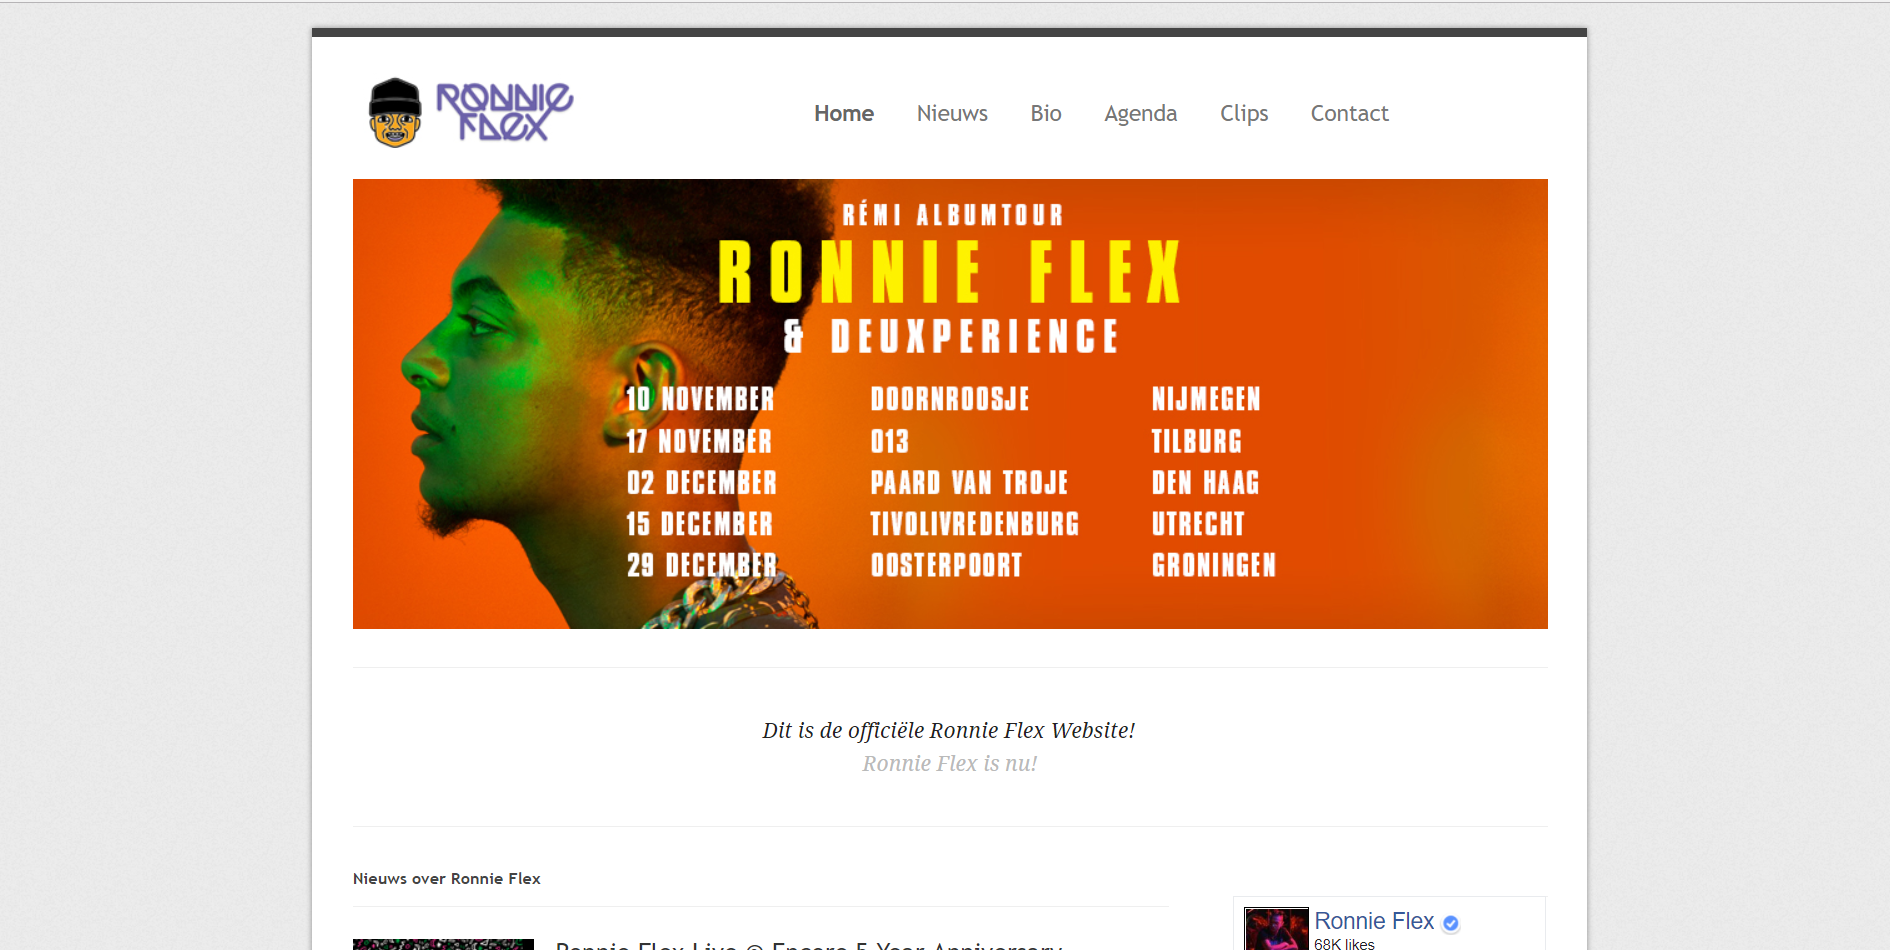 RONNIE
FLEX
Home Nieuws Bio Agenda Clips Contact
RÉMI ALBUMTOUR
RONNIE FLEX
& DEUXPERIENCE
10 NOVEMBER DOORNROOSJE NIJMEGEN
17 NOVEMBER 013 TILBURG
02 DECEMBER PAARD VAN TROJE DEN HAAG
15 DECEMBER TIVOLIVREDENBURG UTRECHT
29 DECEMBER OOSTERPOORT GRONINGEN
Dit is de officiële Ronnie Flex Website!
Ronnie Flex is nu!
Nieuws over Ronnie Flex
Ronnie Flex Live @ Encore 5 Year Anniversary
Ronnie Flex
68K likes